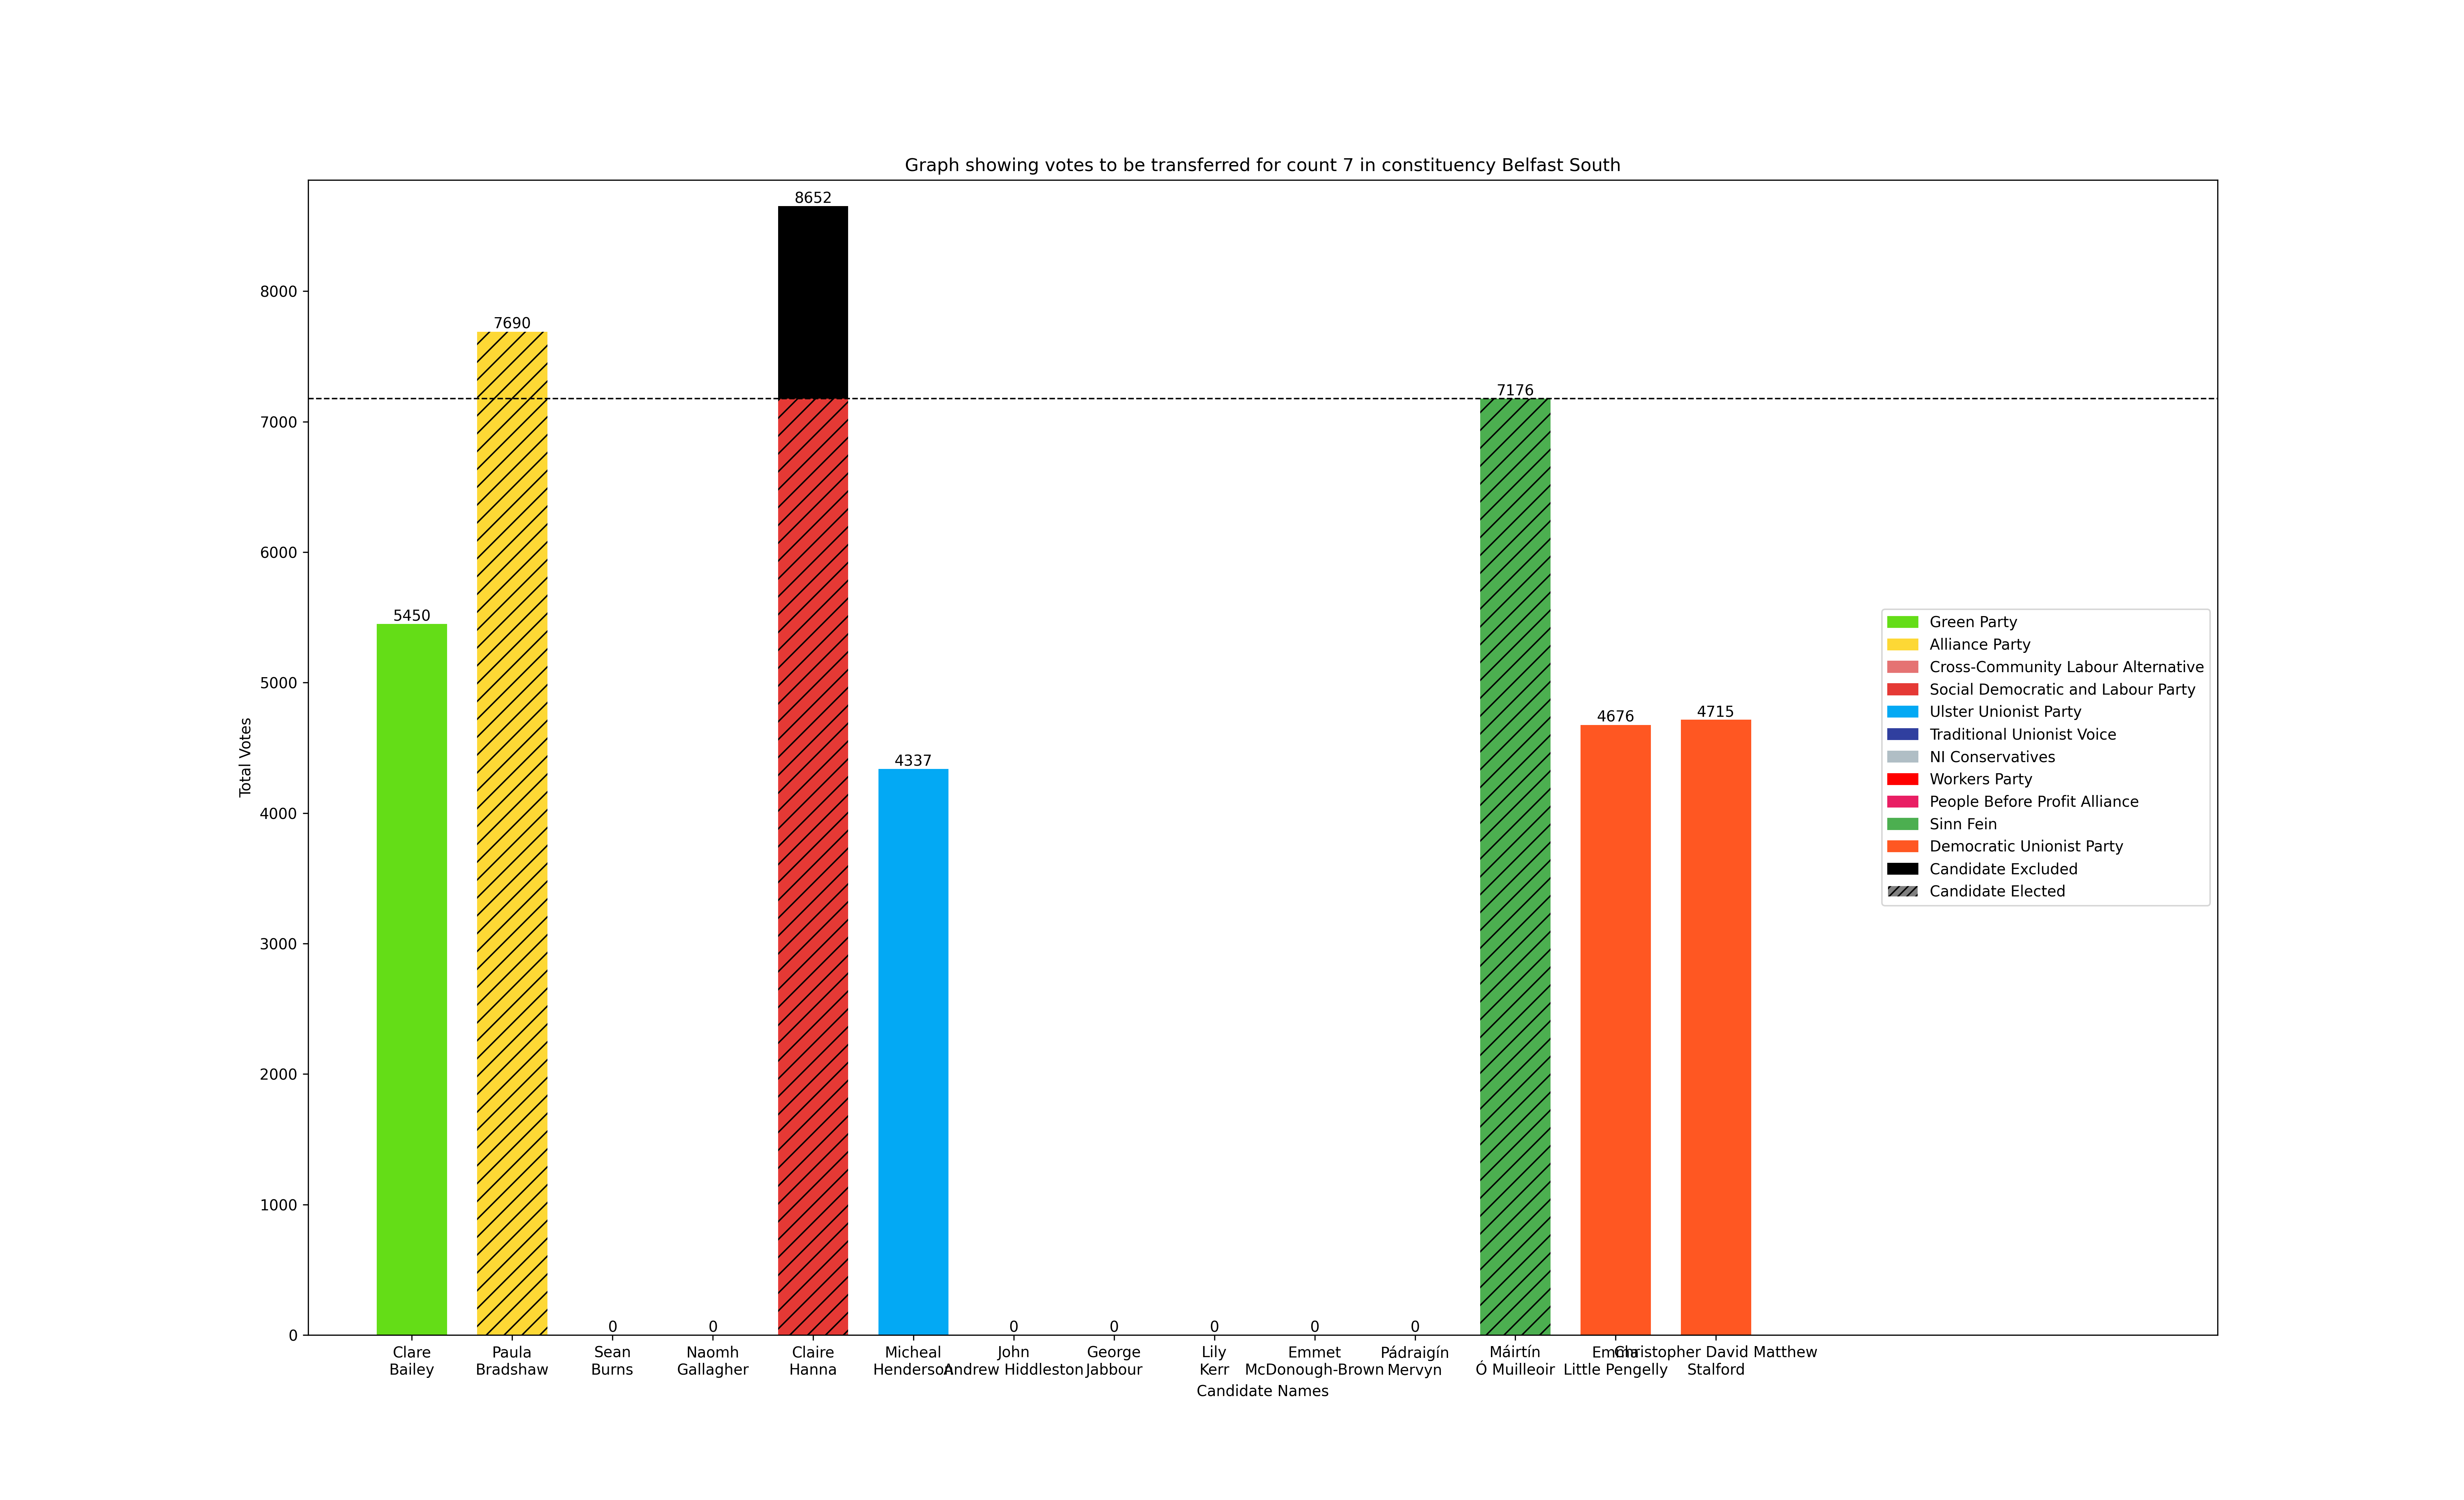 Graph showing votes to be transferred for count 7 in constituency Belfast South
8652
8000
7690
7176
7000
6000
5450
5000
4676
4715
4337
4000
3000
2000
1000
0
0
0
0
0
0
0
0
Total Votes
Green Party
Alliance Party
Cross-Community Labour Alternative
Social Democratic and Labour Party
Ulster Unionist Party
Traditional Unionist Voice
NI Conservatives
Workers Party
People Before Profit Alliance
Sinn Fein
Democratic Unionist Party
Candidate Excluded
Candidate Elected
Clare
Bailey
Paula
Bradshaw
Sean
Burns
Naomh
Gallagher
Claire
Hanna
Micheal
Henderson
John
Andrew Hiddleston
George
Jabbour
Lily
Kerr
Emmet
McDonough-Brown
Pádraigín
Mervyn
Máirtín
Ó Muilleoir
Emma
Little Pengelly
Christopher David Matthew
Stalford
Candidate Names